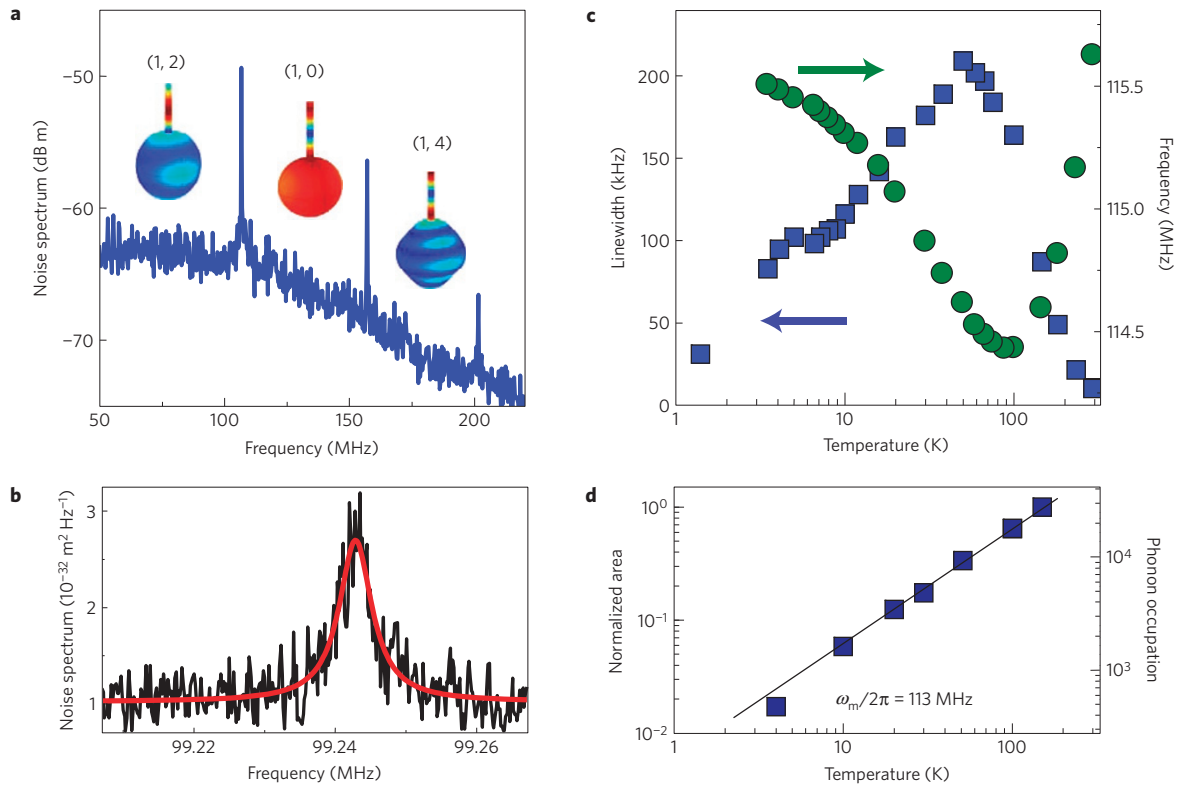 a
Noise spectrum (dB m)
−50
−60
−70
(1, 2)
(1, 0)
(1, 4)
50
100
150
200
Frequency (MHz)
b
Noise spectrum (10⁻³² m² Hz⁻¹)
3
2
1
99.22
99.24
99.26
Frequency (MHz)
c
Linewidth (kHz)
200
150
100
50
0
115.5
115.0
114.5
Frequency (MHz)
1
10
100
Temperature (K)
d
Normalized area
10⁰
10⁻¹
10⁻²
10⁴
10³
Phonon occupation
ωₘ/2π = 113 MHz
1
10
100
Temperature (K)